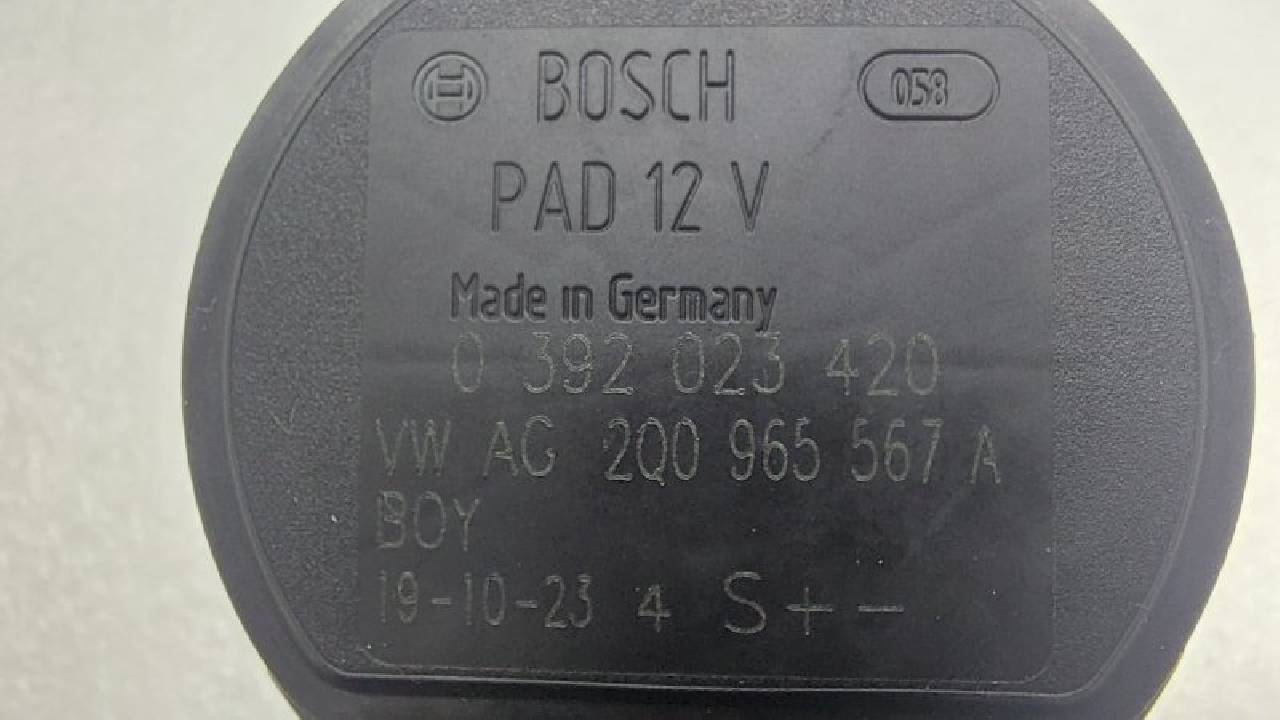 BOSCH 058
PAD 12 V
Made in Germany
0 392 023 420
VW AG 2Q0 965 567 A
BOY
19-10-23 4 S + -